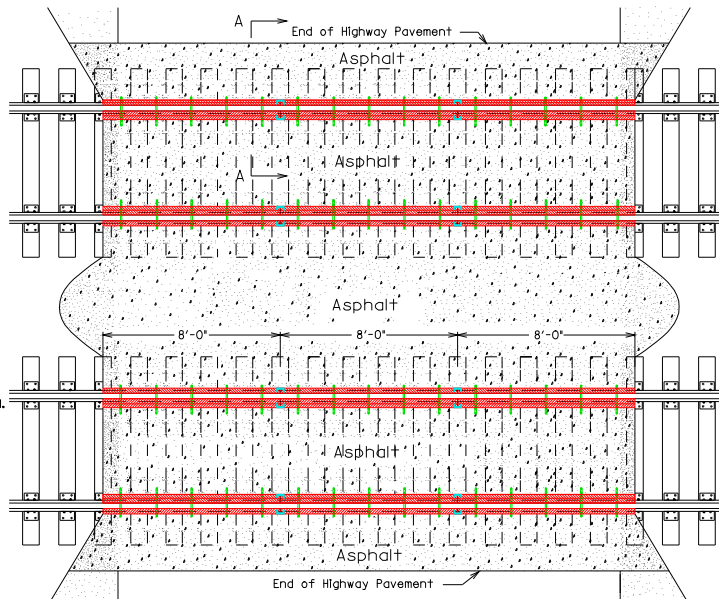 A
End of Highway Pavement
Asphalt
A
Asphalt
Asphalt
8'-0"
8'-0"
8'-0"
Asphalt
Asphalt
End of Highway Pavement